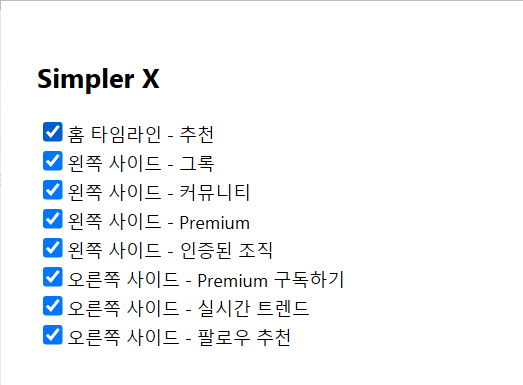 Simpler X
홈 타임라인 - 추천
왼쪽 사이드 - 그록
왼쪽 사이드 - 커뮤니티
왼쪽 사이드 - Premium
왼쪽 사이드 - 인증된 조직
오른쪽 사이드 - Premium 구독하기
오른쪽 사이드 - 실시간 트렌드
오른쪽 사이드 - 팔로우 추천